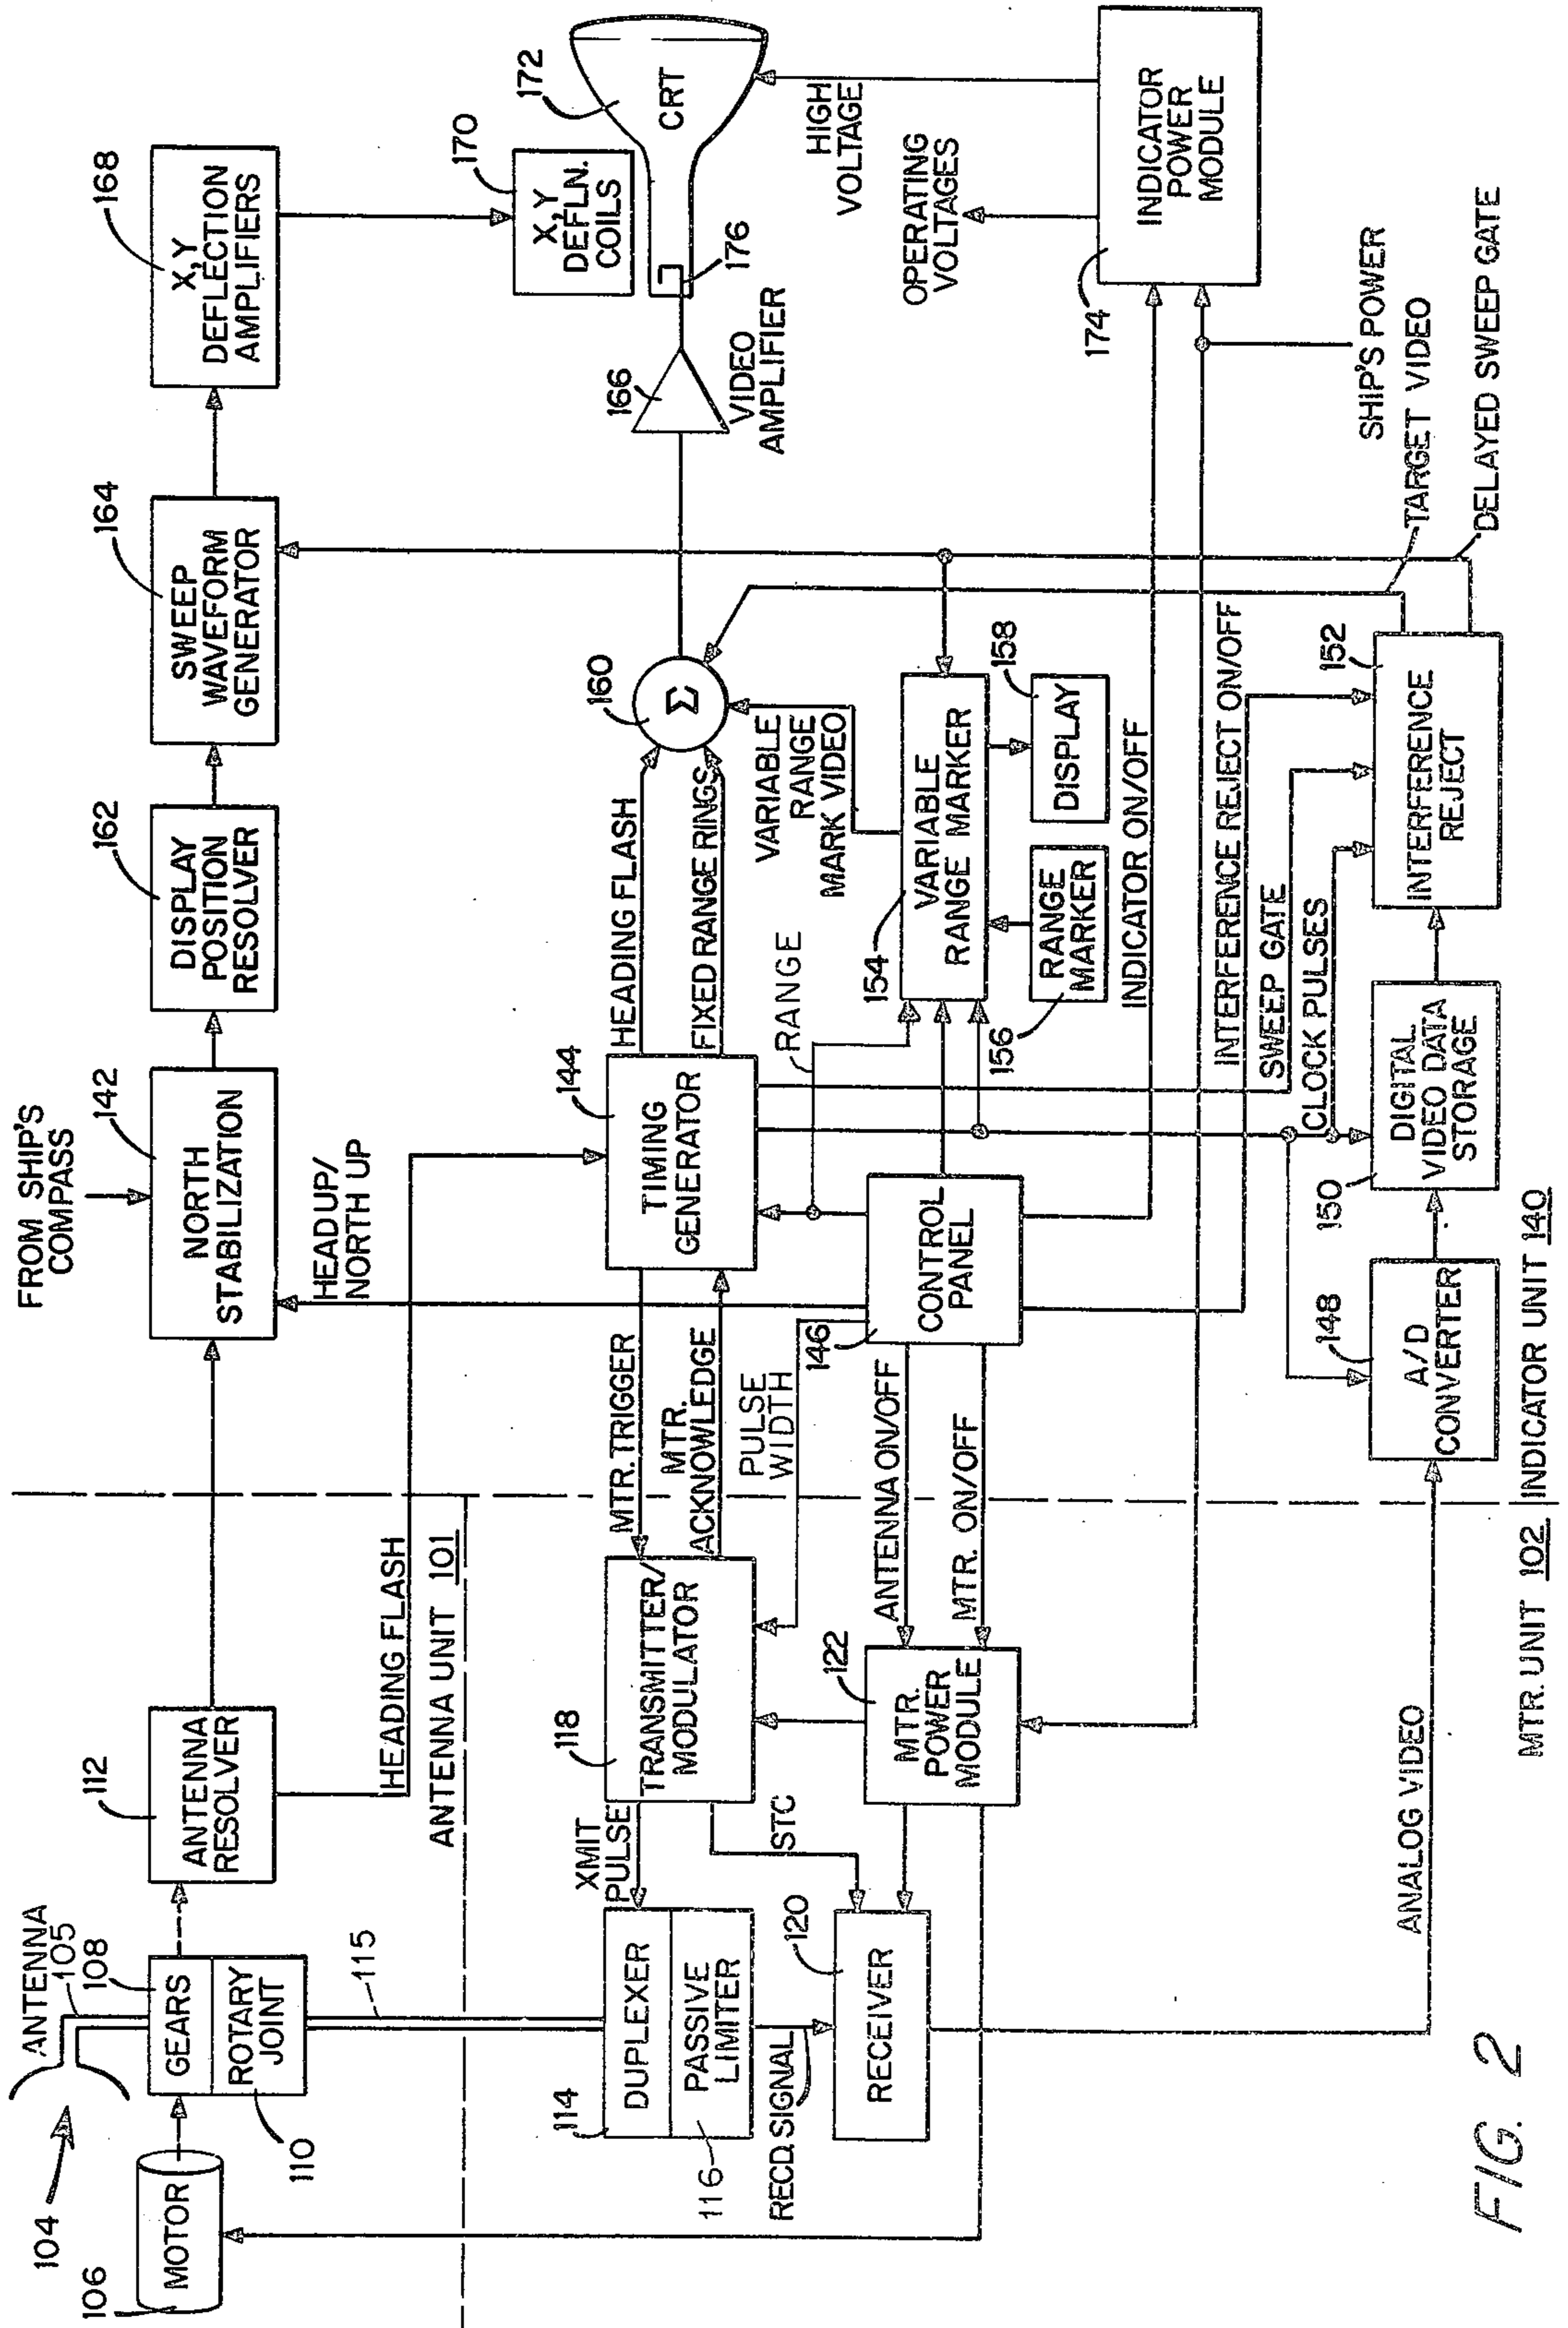 FROM SHIP'S
COMPASS
ANTENNA
104
105
106
MOTOR
108
GEARS
ROTARY
JOINT
110
112
ANTENNA
RESOLVER
142
NORTH
STABILIZATION
162
DISPLAY
POSITION
RESOLVER
164
SWEEP
WAVEFORM
GENERATOR
168
X,Y
DEFLECTION
AMPLIFIERS
115
HEADING FLASH
ANTENNA UNIT 101
HEAD UP/
NORTH UP
170
X,Y
DEFLN.
COILS
172
CRT
176
114
DUPLEXER
PASSIVE
LIMITER
116
XMIT
PULSE
118
TRANSMITTER/
MODULATOR
MTR. TRIGGER
MTR.
ACKNOWLEDGE
PULSE
WIDTH
144
TIMING
GENERATOR
HEADING FLASH
FIXED RANGE RINGS
160
Σ
166
VIDEO
AMPLIFIER
HIGH
VOLTAGE
RECD. SIGNAL
STC
120
RECEIVER
122
MTR.
POWER
MODULE
ANTENNA ON/OFF
MTR. ON/OFF
146
CONTROL
PANEL
RANGE
VARIABLE
RANGE
MARK VIDEO
154
VARIABLE
RANGE MARKER
156
RANGE
MARKER
158
DISPLAY
OPERATING
VOLTAGES
174
INDICATOR
POWER
MODULE
INDICATOR ON/OFF
INTERFERENCE REJECT ON/OFF
SWEEP GATE
CLOCK PULSES
ANALOG VIDEO
148
A/D
CONVERTER
150
DIGITAL
VIDEO DATA
STORAGE
152
INTERFERENCE
REJECT
SHIP'S POWER
TARGET VIDEO
DELAYED SWEEP GATE
MTR. UNIT 102
INDICATOR UNIT 140
FIG. 2